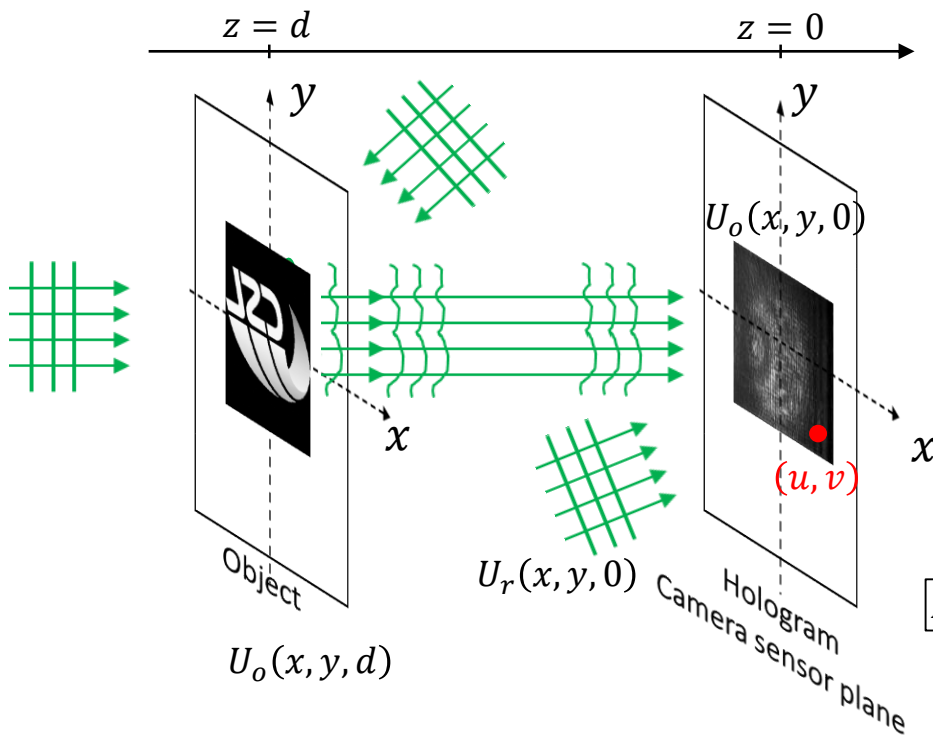 z = d
z = 0
y
y
U_o(x, y, 0)
x
x
(u, v)
U_r(x, y, 0)
Object
Hologram
Camera sensor plane
U_o(x, y, d)